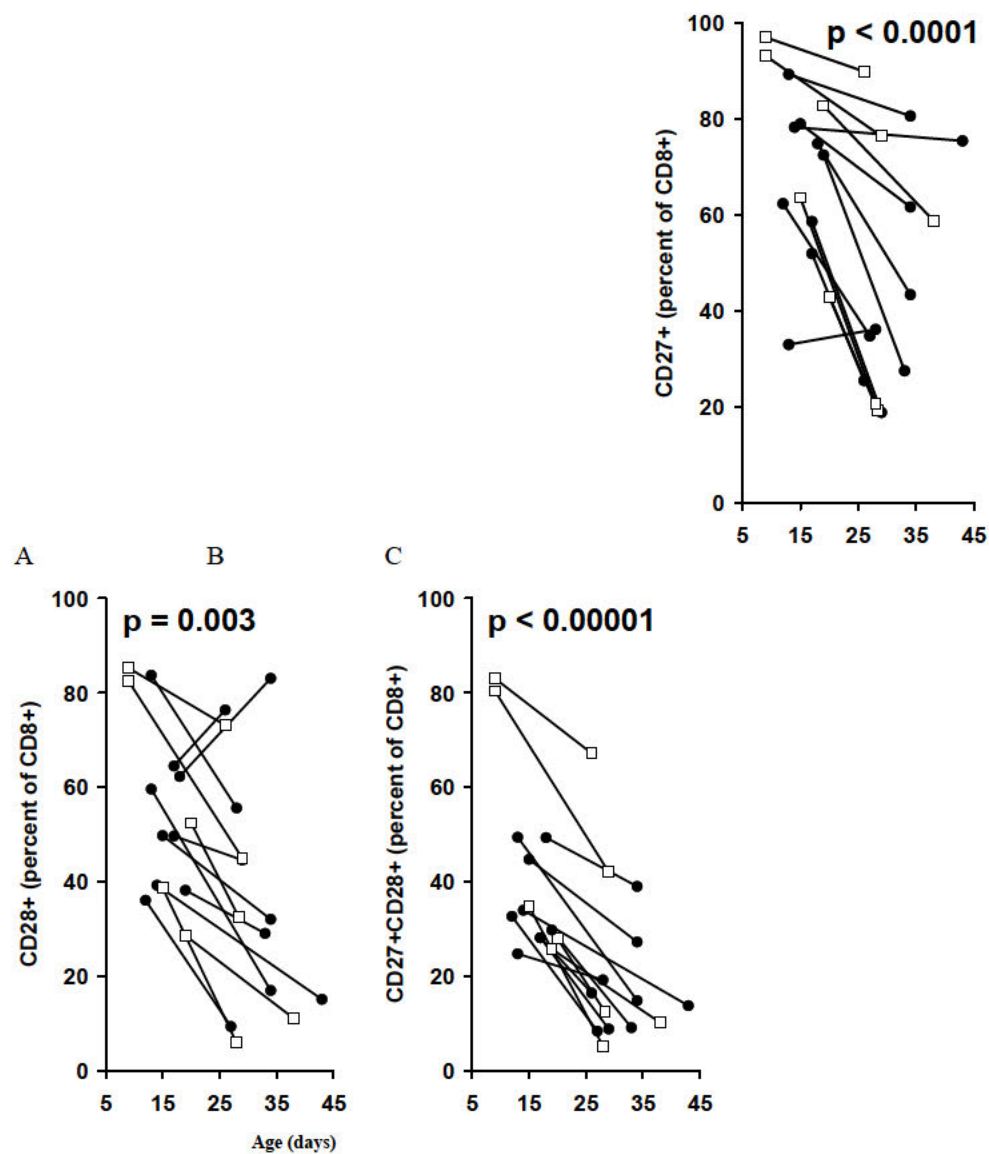 100
p < 0.0001
80
60
40
20
0
CD27+ (percent of CD8+)
5 15 25 35 45
A B C
100
p = 0.003
80
60
40
20
0
CD28+ (percent of CD8+)
5 15 25 35 45
Age (days)
100
p < 0.00001
80
60
40
20
0
CD27+CD28+ (percent of CD8+)
5 15 25 35 45